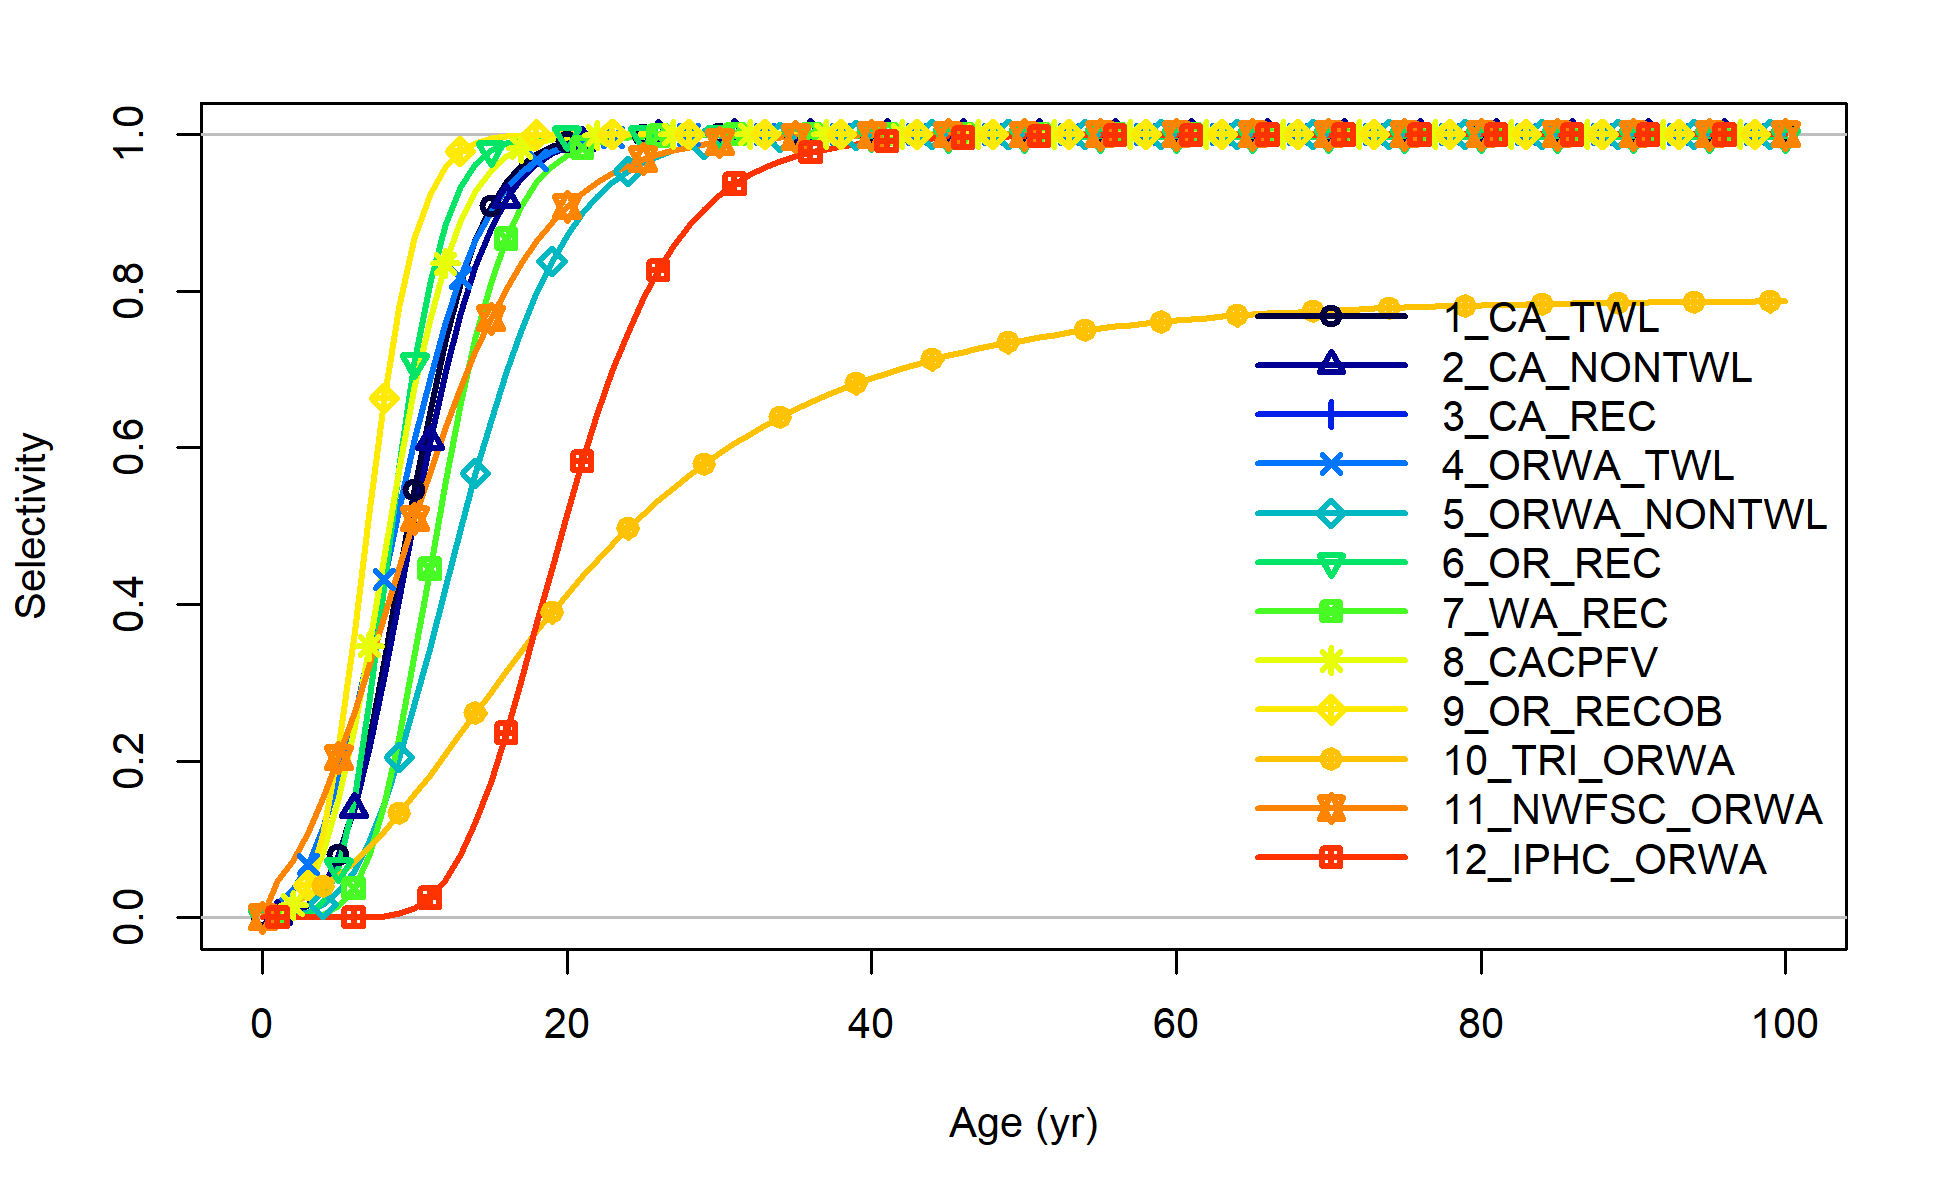 Selectivity
1.0
0.8
0.6
0.4
0.2
0.0
1_CA_TWL
2_CA_NONTWL
3_CA_REC
4_ORWA_TWL
5_ORWA_NONTWL
6_OR_REC
7_WA_REC
8_CACPFV
9_OR_RECOB
10_TRI_ORWA
11_NWFSC_ORWA
12_IPHC_ORWA
0 20 40 60 80 100
Age (yr)